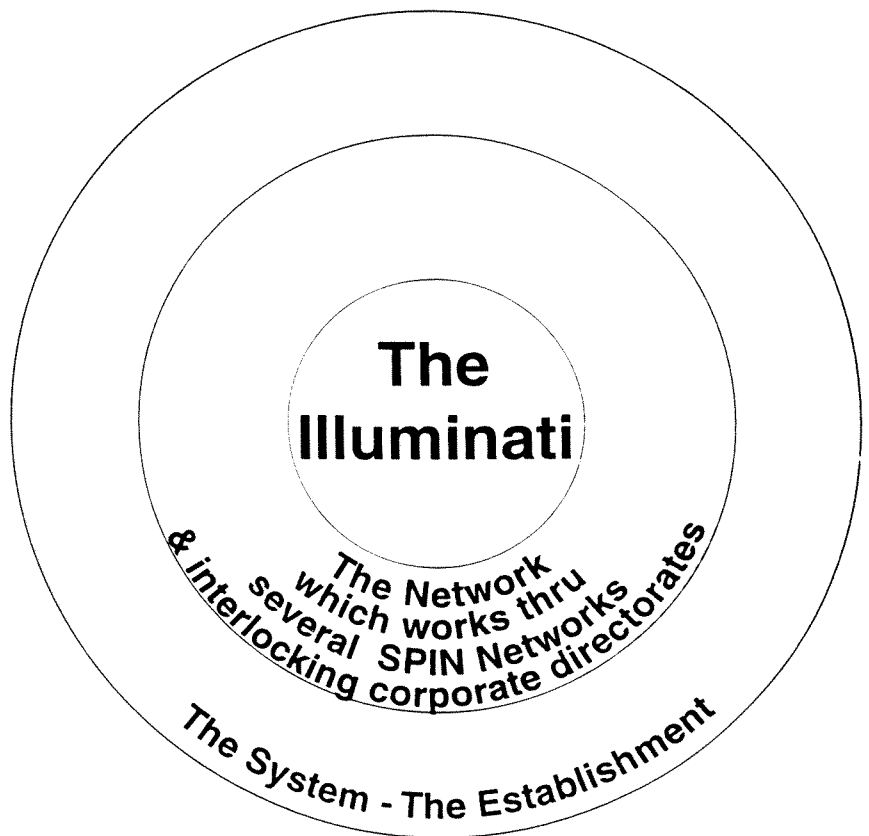 The
Illuminati
The Network
which works thru
several SPIN Networks
& interlocking corporate directorates
The System - The Establishment